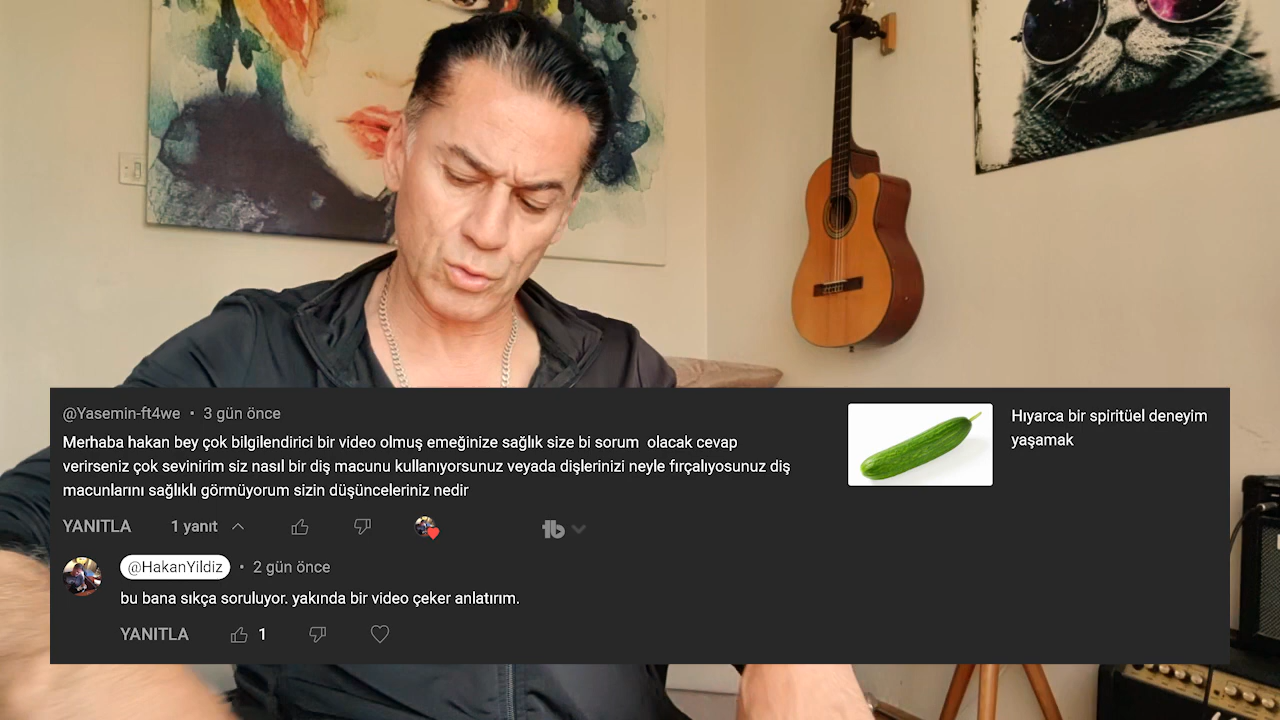 @Yasemin-ft4we • 3 gün önce
Merhaba hakan bey çok bilgilendirici bir video olmuş emeğinize sağlık size bi sorum olacak cevap
verirseniz çok sevinirim siz nasıl bir diş macunu kullanıyorsunuz veyada dişlerinizi neyle fırçalıyosunuz diş
macunlarını sağlıklı görmüyorum sizin düşünceleriniz nedir
YANITLA 1 yanıt
@HakanYildiz • 2 gün önce
bu bana sıkça soruluyor. yakında bir video çeker anlatırım.
YANITLA 1
Hıyarca bir spiritüel deneyim
yaşamak